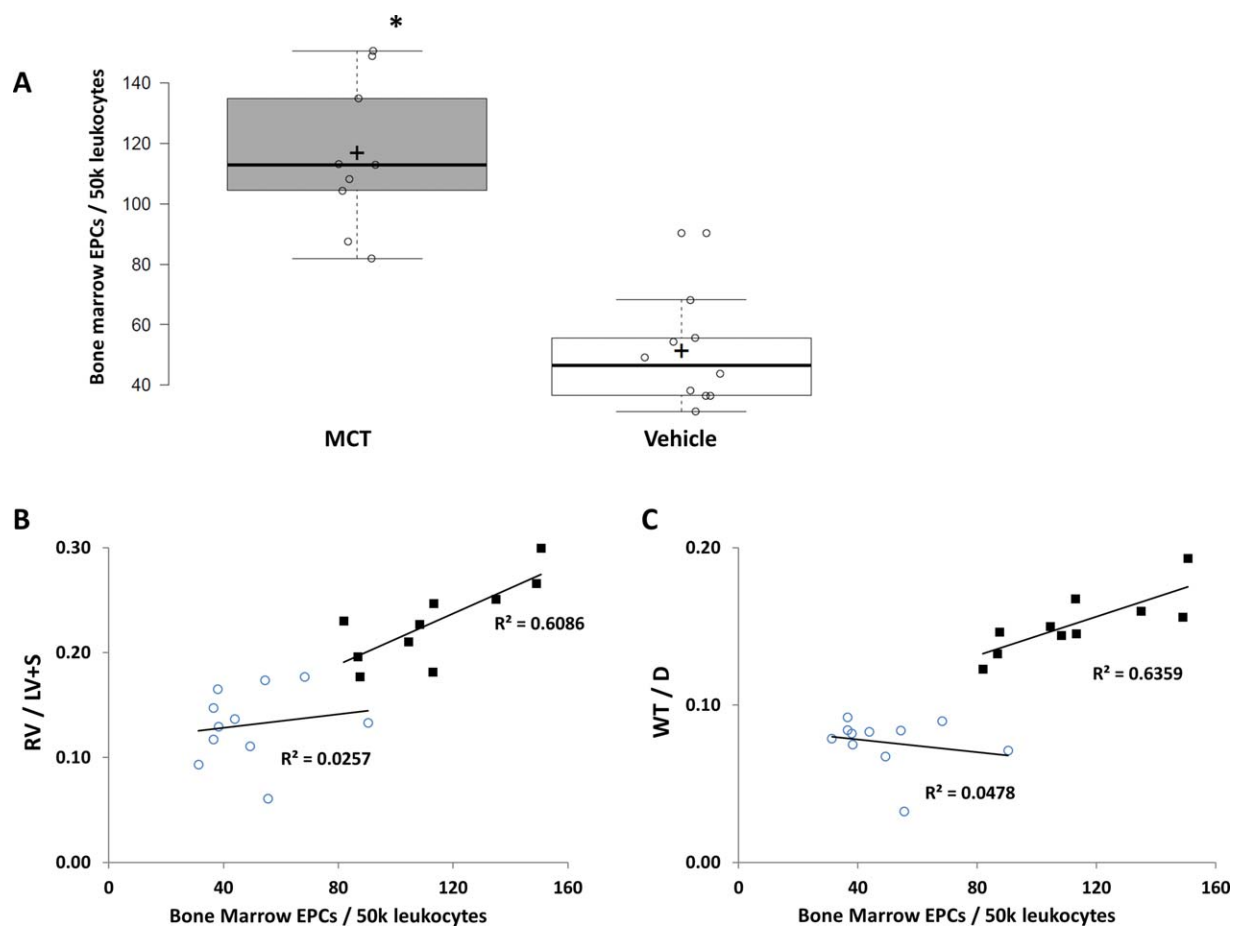 *
A
Bone marrow EPCs / 50k leukocytes
140
120
100
80
60
40
MCT
Vehicle
B
RV / LV+S
0.30
0.20
0.10
0.00
R² = 0.6086
R² = 0.0257
0 40 80 120 160
Bone Marrow EPCs / 50k leukocytes
C
WT / D
0.20
0.10
0.00
R² = 0.6359
R² = 0.0478
0 40 80 120 160
Bone Marrow EPCs / 50k leukocytes